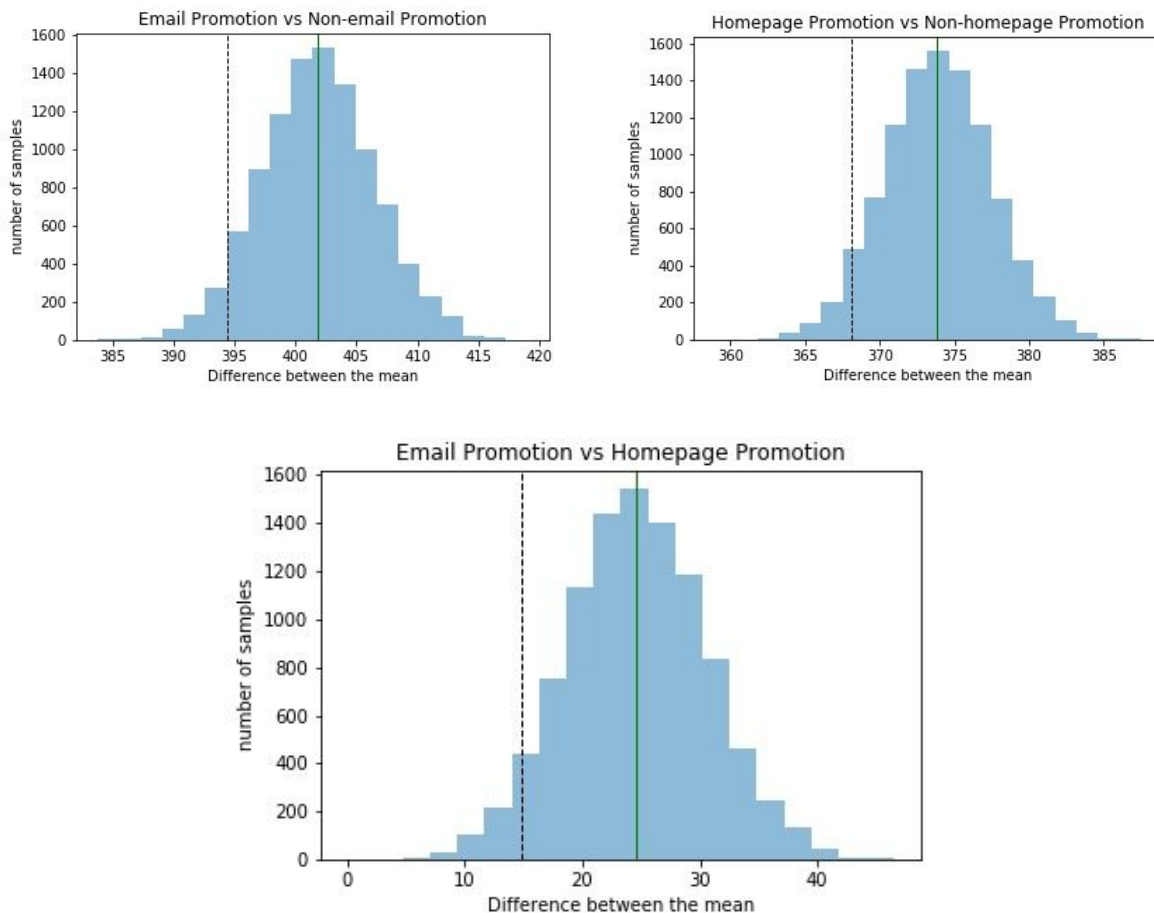 Email Promotion vs Non-email Promotion
1600
1400
1200
1000
800
600
400
200
0
number of samples
385 390 395 400 405 410 415 420
Difference between the mean
Homepage Promotion vs Non-homepage Promotion
1600
1400
1200
1000
800
600
400
200
0
number of samples
360 365 370 375 380 385
Difference between the mean
Email Promotion vs Homepage Promotion
1600
1400
1200
1000
800
600
400
200
0
number of samples
0 10 20 30 40
Difference between the mean